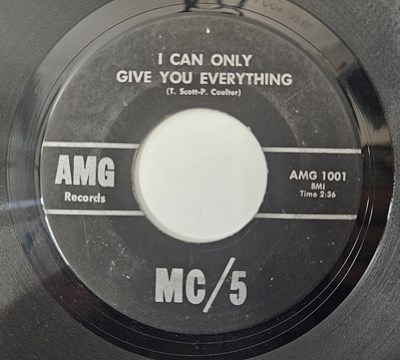 I CAN ONLY
GIVE YOU EVERYTHING
(T. Scott-P. Coulter)
AMG
Records
AMG 1001
BMI
Time 2:36
MC/5